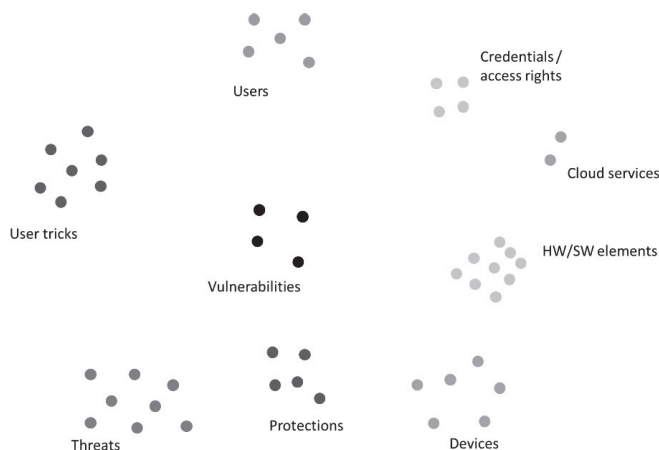 Users
Credentials /
access rights
Cloud services
User tricks
HW/SW elements
Vulnerabilities
Protections
Threats
Devices